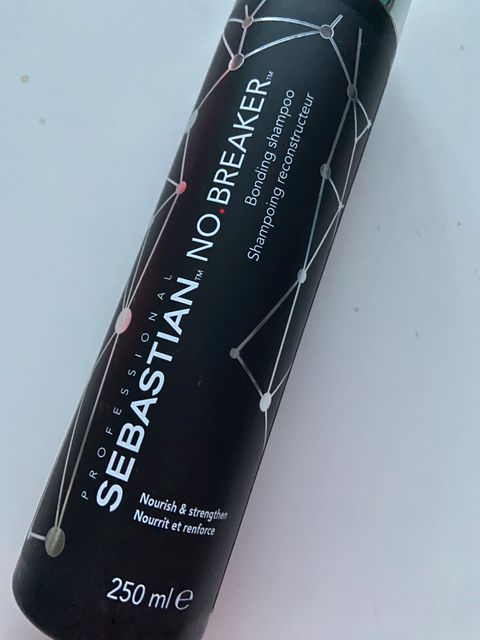 PROFESSIONAL
SEBASTIAN™ NO.BREAKER™
Bonding shampoo
Shampoing reconstructeur
Nourish & strengthen
Nourrit et renforce
250 ml ℮